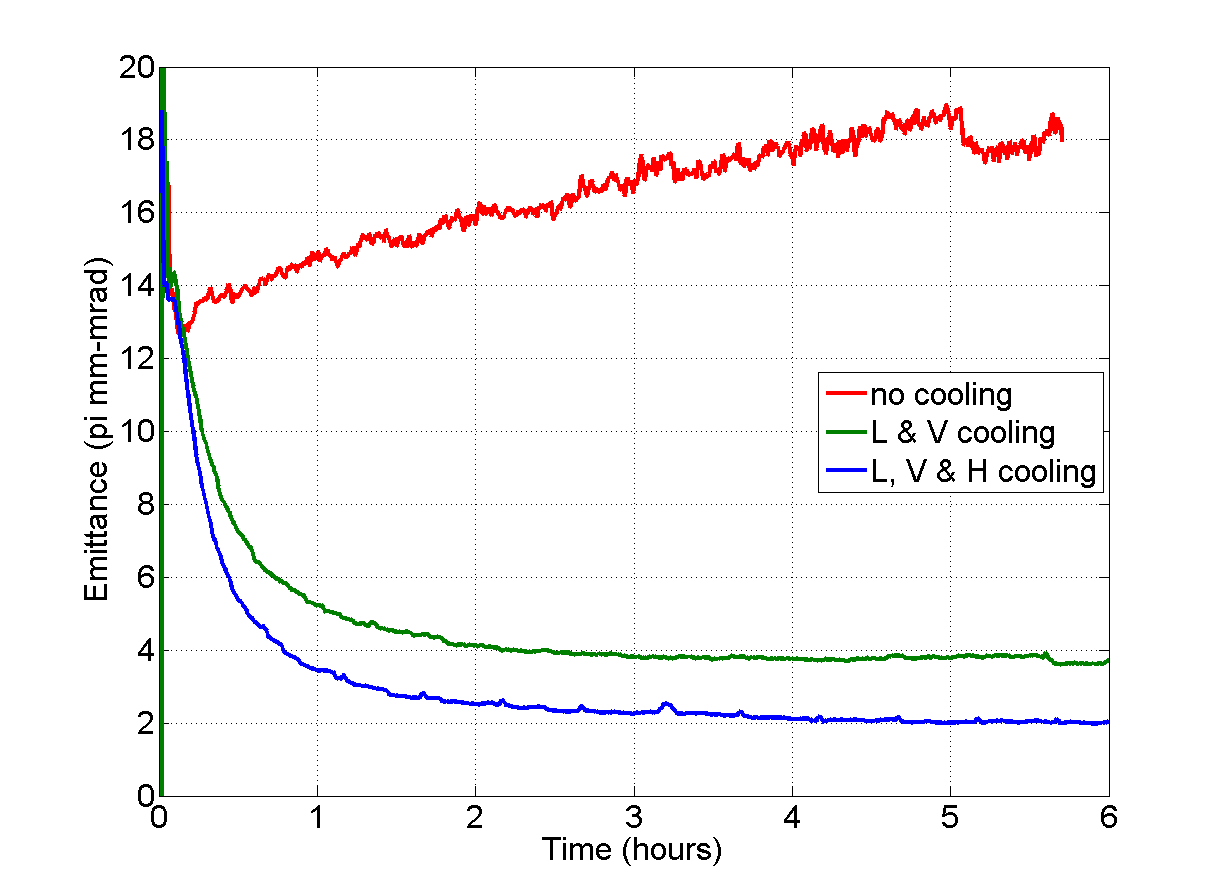 20
18
16
14
12
10
8
6
4
2
0
Emittance (pi mm-mrad)
no cooling
L & V cooling
L, V & H cooling
0 1 2 3 4 5 6
Time (hours)